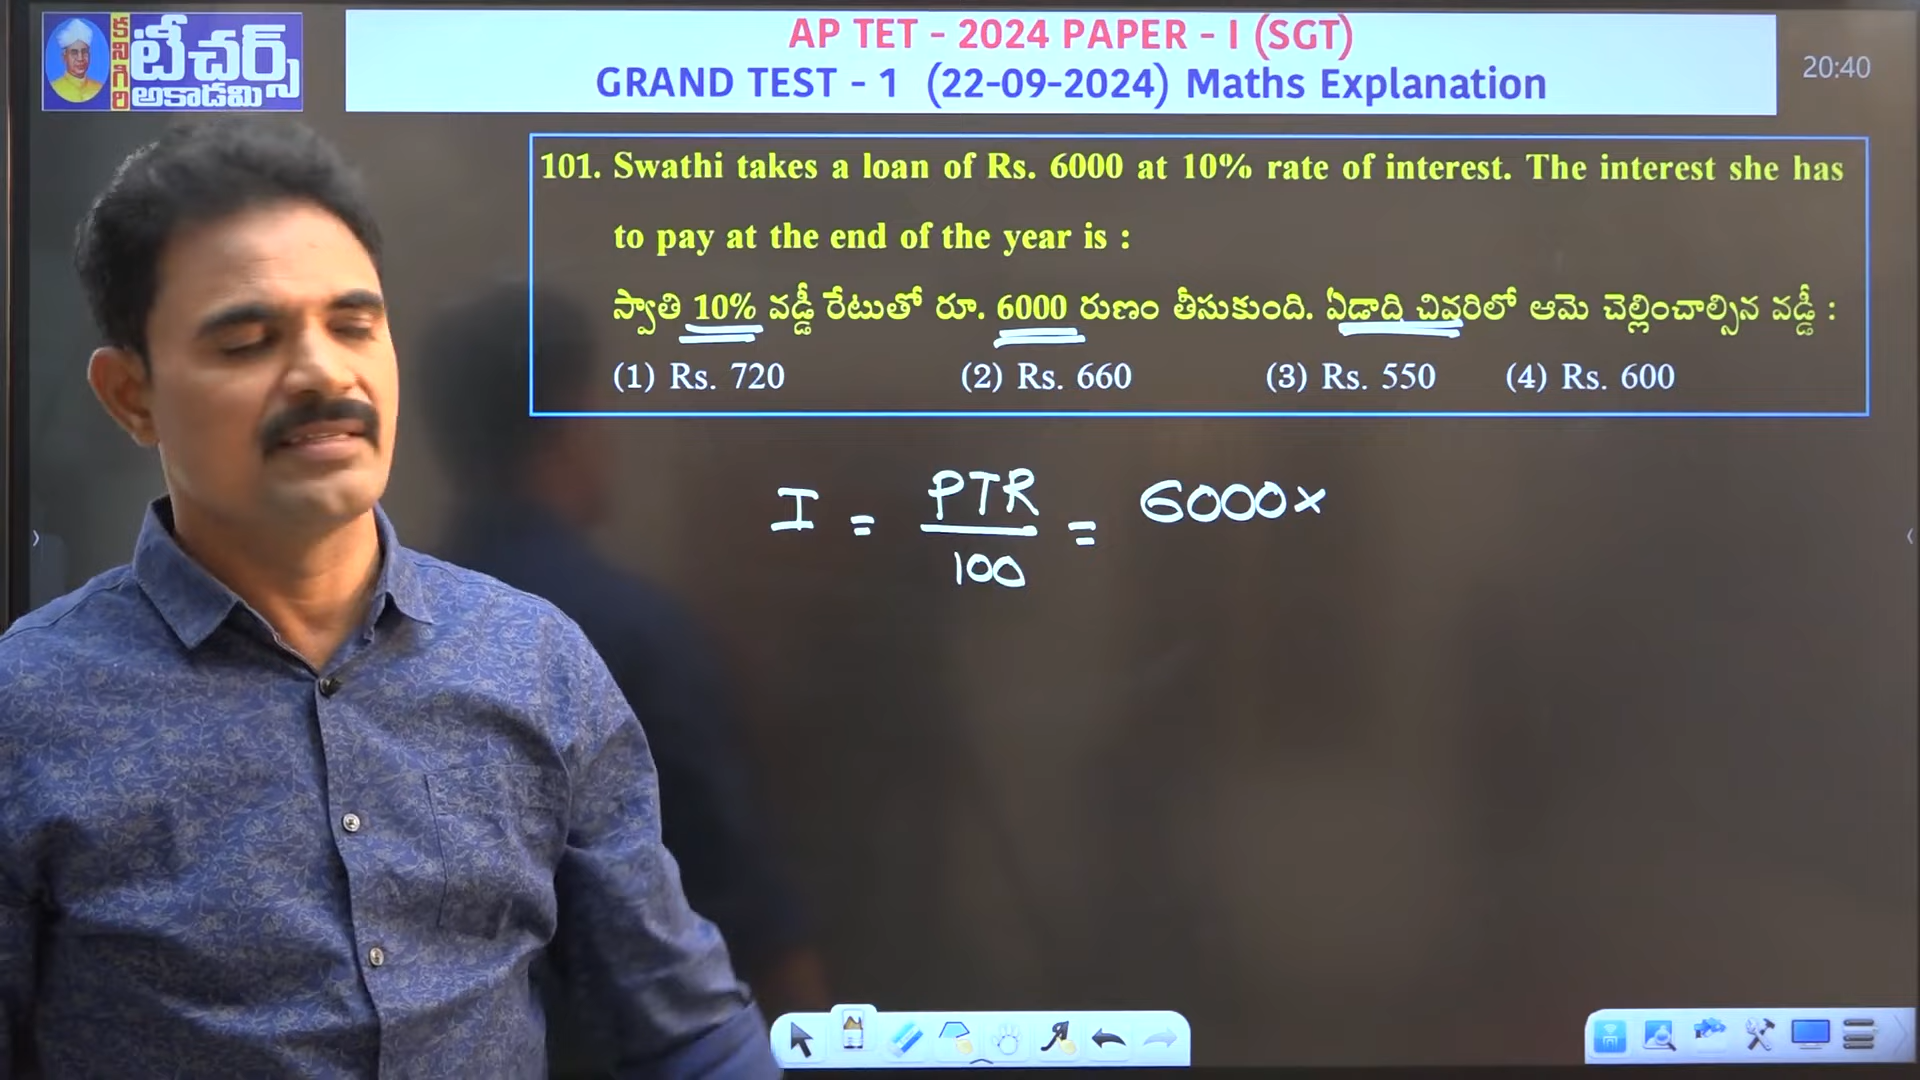 కనిగిరి
టీచర్స్
అకాడమి
AP TET - 2024 PAPER - I (SGT)
GRAND TEST - 1 (22-09-2024) Maths Explanation
20:40
101. Swathi takes a loan of Rs. 6000 at 10% rate of interest. The interest she has
to pay at the end of the year is :
స్వాతి 10% వడ్డీ రేటుతో రూ. 6000 రుణం తీసుకుంది. ఏడాది చివరిలో ఆమె చెల్లించాల్సిన వడ్డీ :
(1) Rs. 720 (2) Rs. 660 (3) Rs. 550 (4) Rs. 600
I = PTR/100 = 6000×